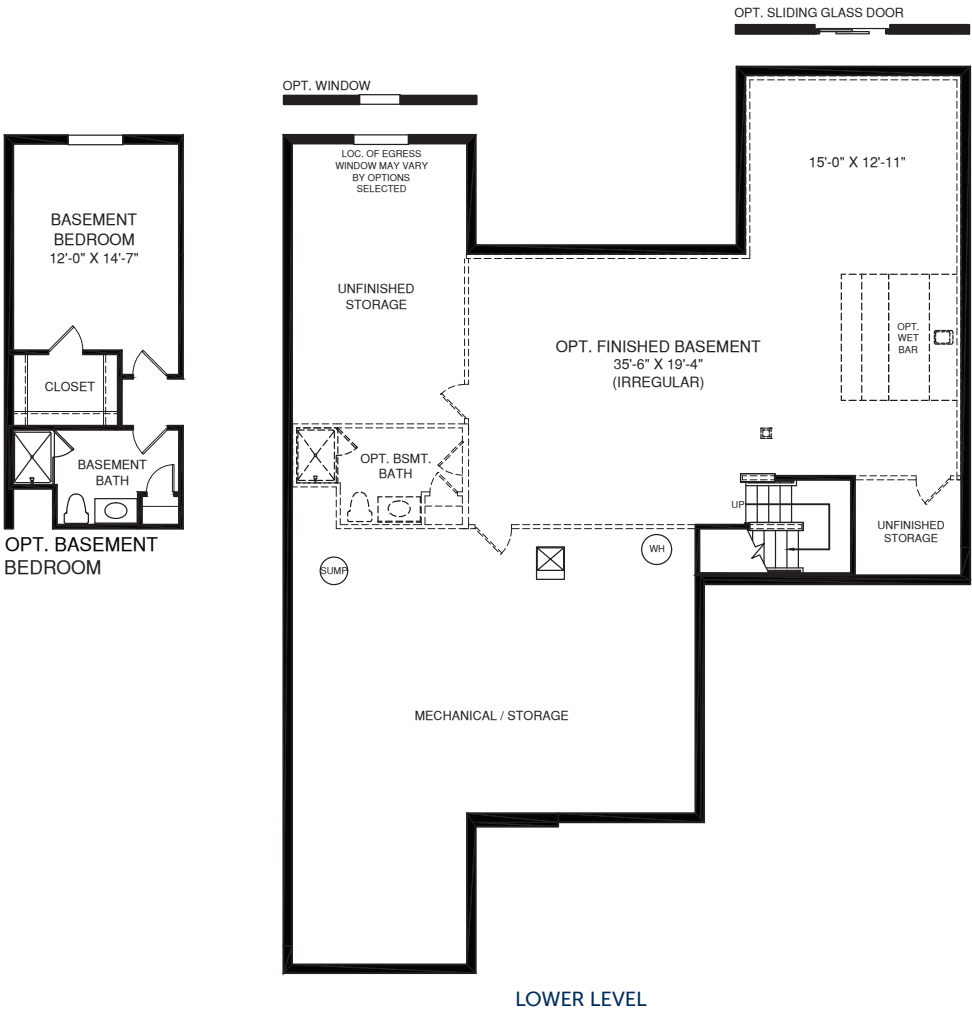 OPT. SLIDING GLASS DOOR
OPT. WINDOW
LOC. OF EGRESS
WINDOW MAY VARY
BY OPTIONS
SELECTED
15'-0" X 12'-11"
BASEMENT
BEDROOM
12'-0" X 14'-7"
UNFINISHED
STORAGE
OPT.
WET
BAR
OPT. FINISHED BASEMENT
35'-6" X 19'-4"
(IRREGULAR)
CLOSET
BASEMENT
BATH
OPT. BSMT.
BATH
UP
UNFINISHED
STORAGE
OPT. BASEMENT
BEDROOM
SUMP
WH
MECHANICAL / STORAGE
LOWER LEVEL